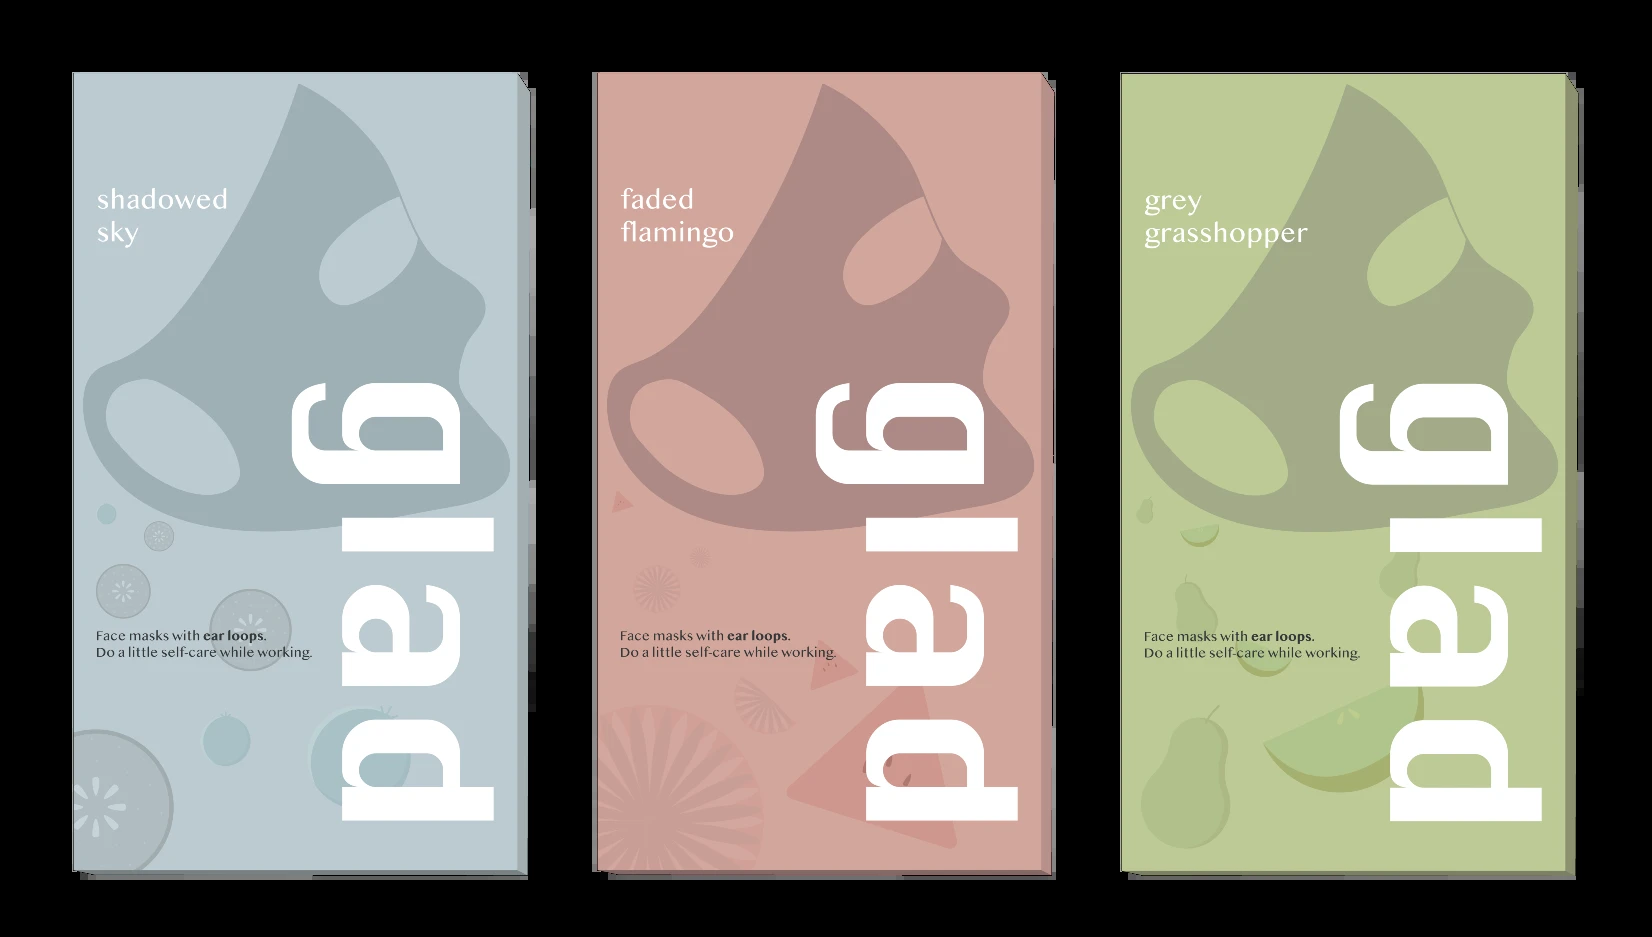 shadowed
sky
glad
Face masks with ear loops.
Do a little self-care while working.
faded
flamingo
glad
Face masks with ear loops.
Do a little self-care while working.
grey
grasshopper
glad
Face masks with ear loops.
Do a little self-care while working.